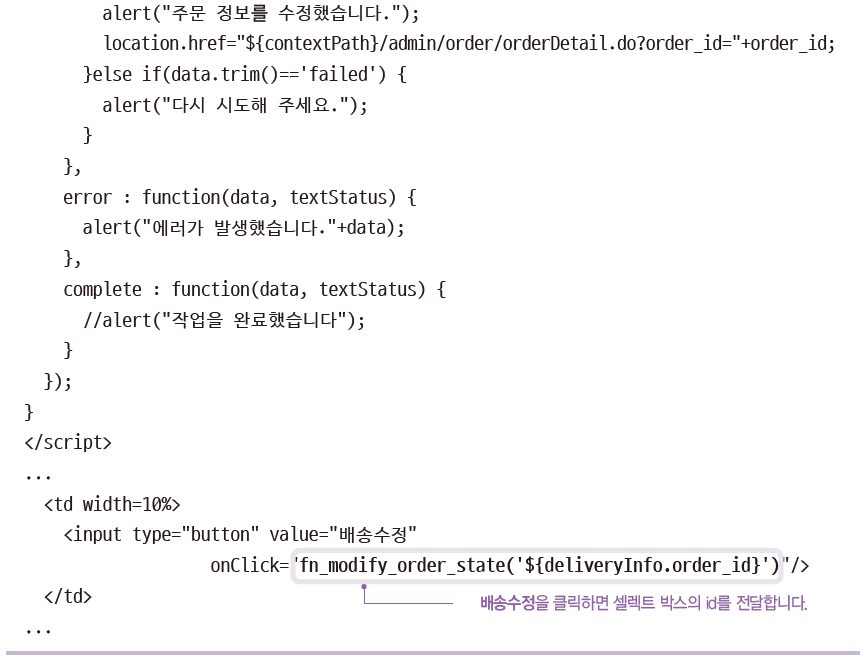 alert("주문 정보를 수정했습니다.");
location.href="${contextPath}/admin/order/orderDetail.do?order_id="+order_id;
}else if(data.trim()=='failed') {
alert("다시 시도해 주세요.");
}
},
error : function(data, textStatus) {
alert("에러가 발생했습니다."+data);
},
complete : function(data, textStatus) {
//alert("작업을 완료했습니다");
}
});
}
</script>
...
<td width=10%>
<input type="button" value="배송수정"
onClick="fn_modify_order_state('${deliveryInfo.order_id}')"/>
</td>
배송수정을 클릭하면 셀렉트 박스의 id를 전달합니다.
...